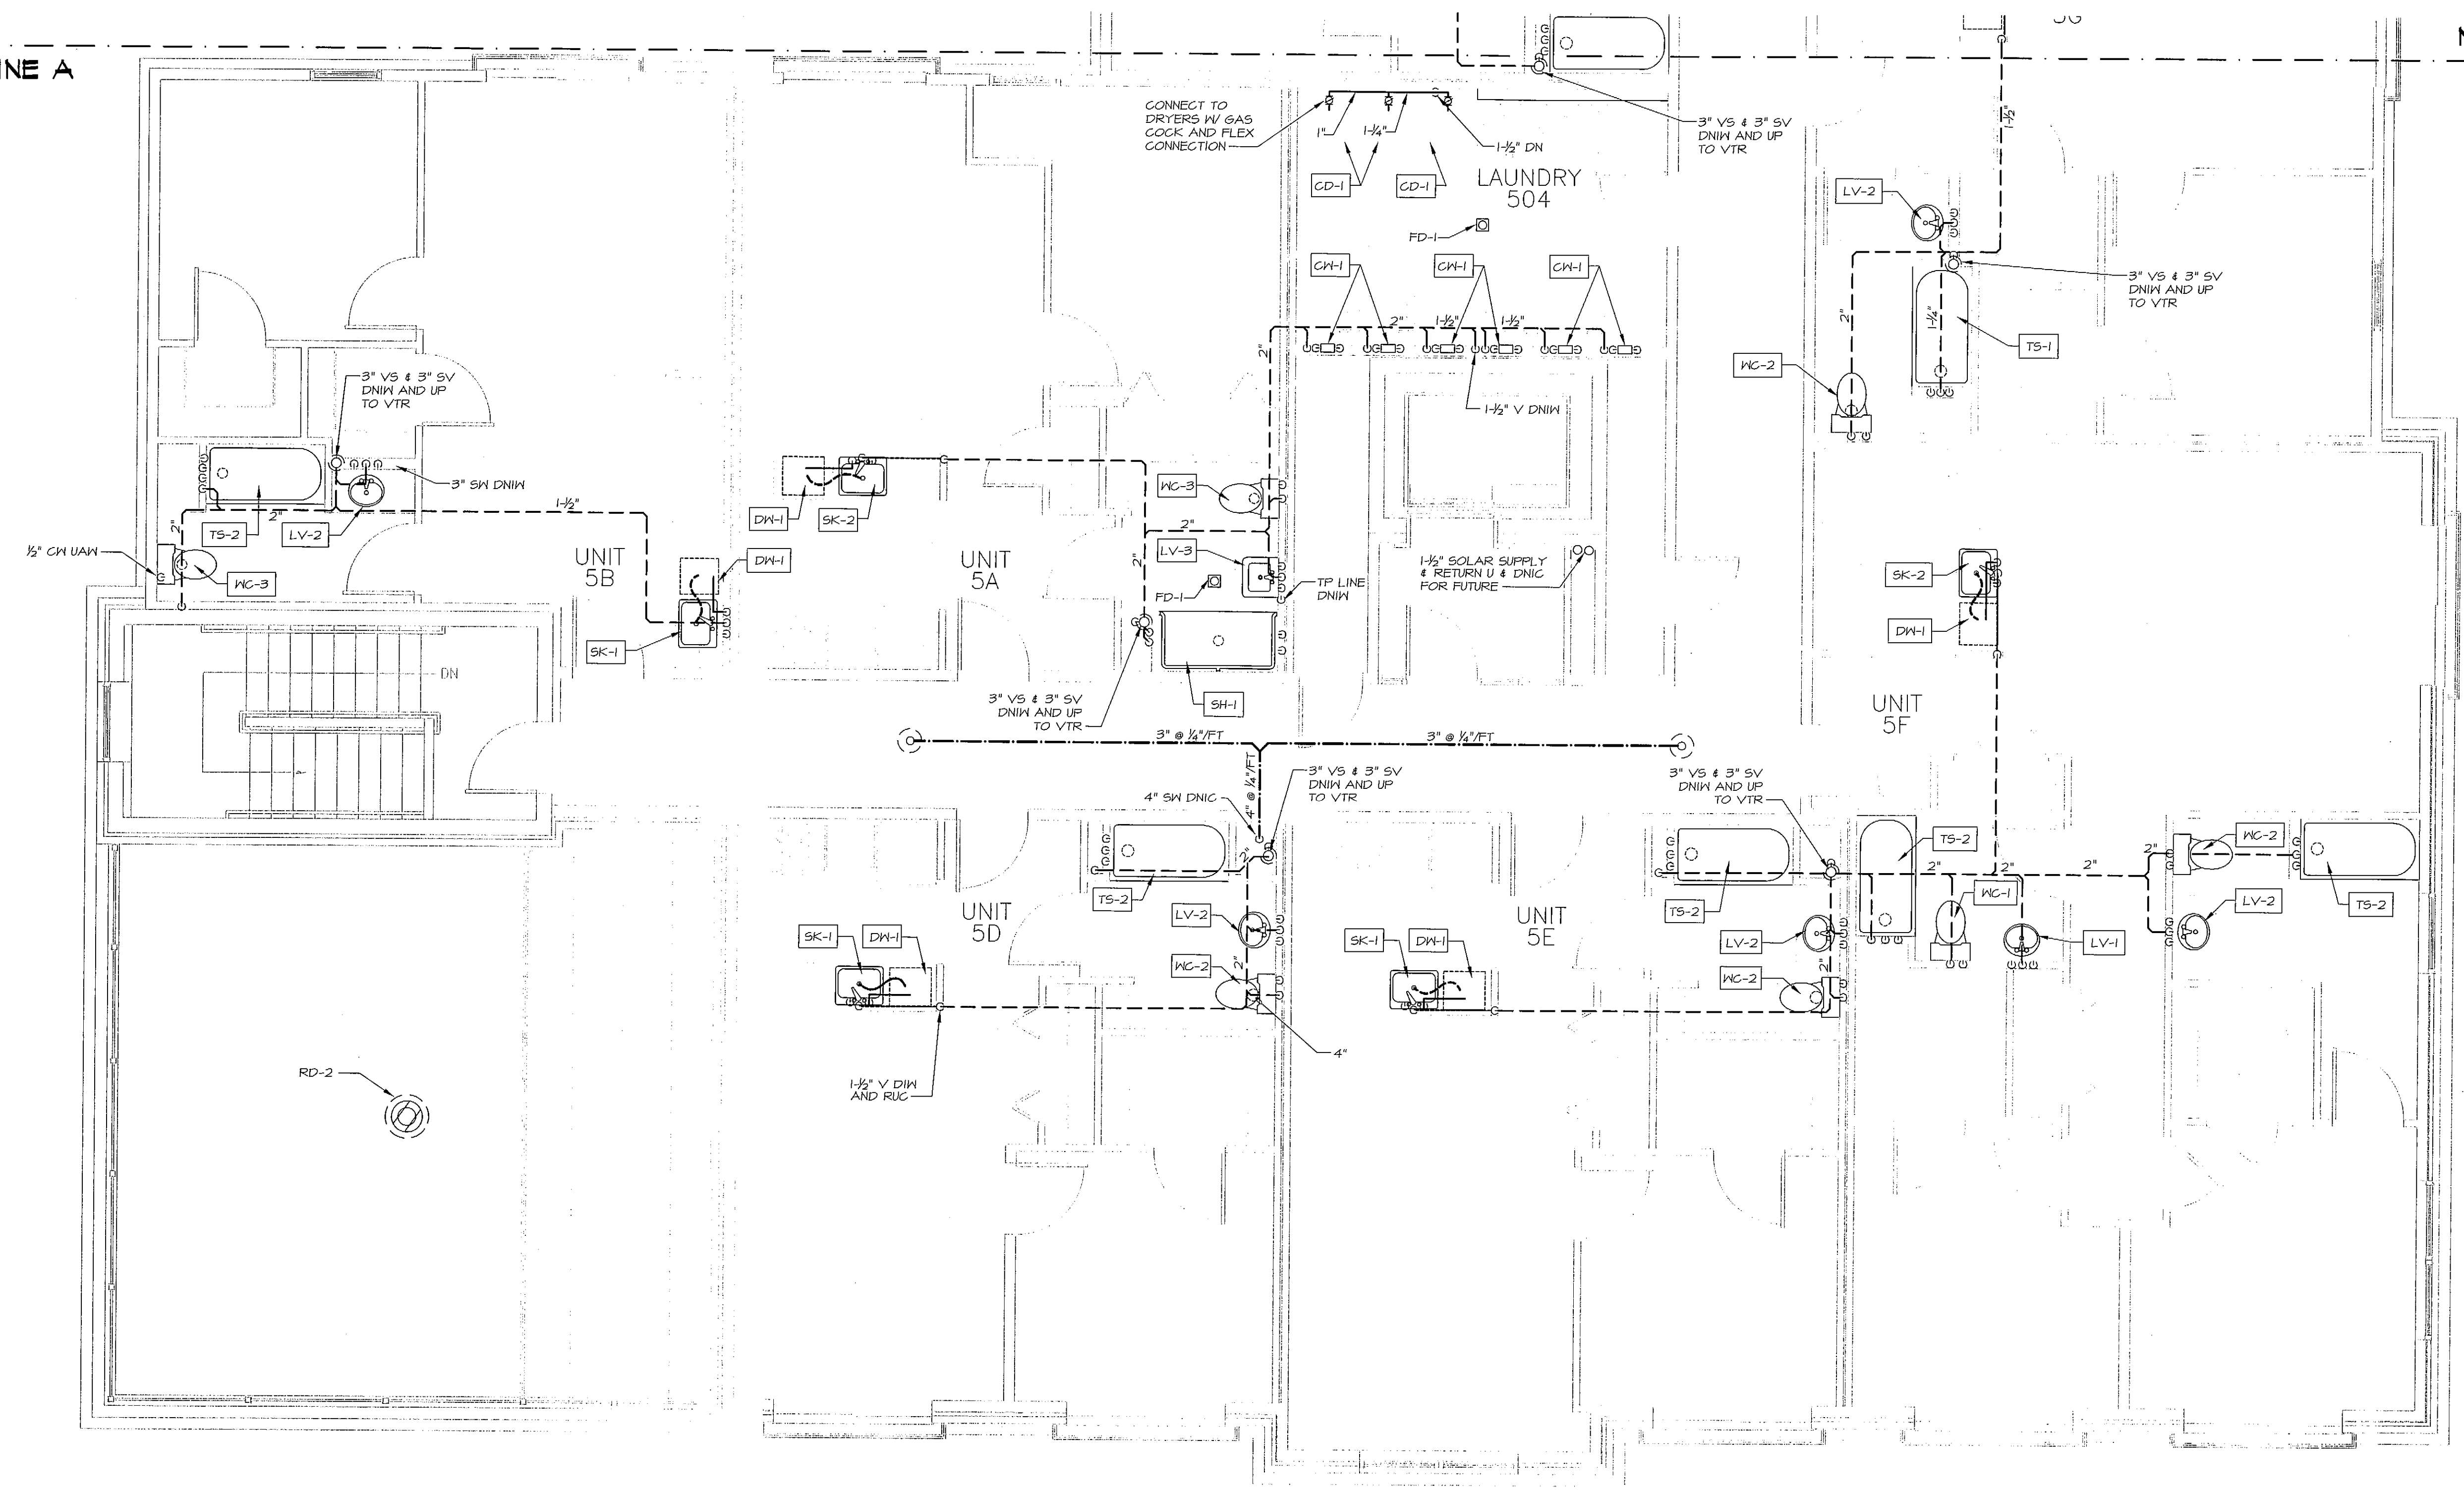 INE A
CONNECT TO
DRYERS W/ GAS
COCK AND FLEX
CONNECTION
1"
1-1/4"
1-1/2" DN
CD-1
CD-1
LAUNDRY
504
FD-1
CW-1
CW-1
CW-1
2"
1-1/2"
1-1/2"
2"
1-1/2" V DNIW
3" VS & 3" SV
DNIW AND UP
TO VTR
1-1/2"
LV-2
3" VS & 3" SV
DNIW AND UP
TO VTR
2"
1-1/4"
TS-1
WC-2
3" VS & 3" SV
DNIW AND UP
TO VTR
3" SW DNIW
1-1/2"
2"
2"
TS-2
LV-2
1/2" CW UAW
WC-3
UNIT
5B
DW-1
SK-1
DN
DW-1
SK-2
UNIT
5A
WC-3
2"
LV-3
2"
FD-1
TP LINE
DNIW
SH-1
3" VS & 3" SV
DNIW AND UP
TO VTR
1-1/2" SOLAR SUPPLY
& RETURN U & DNIC
FOR FUTURE
SK-2
DW-1
UNIT
5F
3" @ 1/4"/FT
3" @ 1/4"/FT
4" @ 1/4"/FT
4" SW DNIC
3" VS & 3" SV
DNIW AND UP
TO VTR
3" VS & 3" SV
DNIW AND UP
TO VTR
2"
TS-2
UNIT
5D
LV-2
SK-1
DW-1
WC-2
2"
4"
1-1/2" V DIW
AND RUC
UNIT
5E
SK-1
DW-1
TS-2
LV-2
WC-2
2"
TS-2
2"
2"
2"
2"
WC-1
LV-1
WC-2
LV-2
TS-2
RD-2